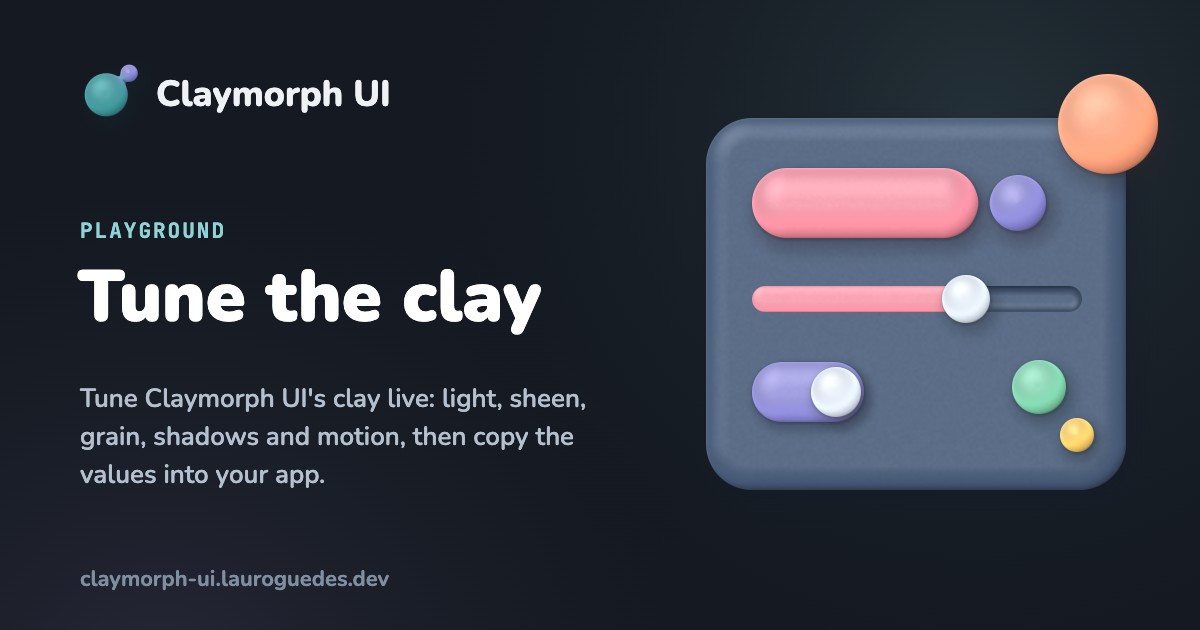 Claymorph UI
PLAYGROUND
Tune the clay
Tune Claymorph UI's clay live: light, sheen,
grain, shadows and motion, then copy the
values into your app.
claymorph-ui.lauroguedes.dev